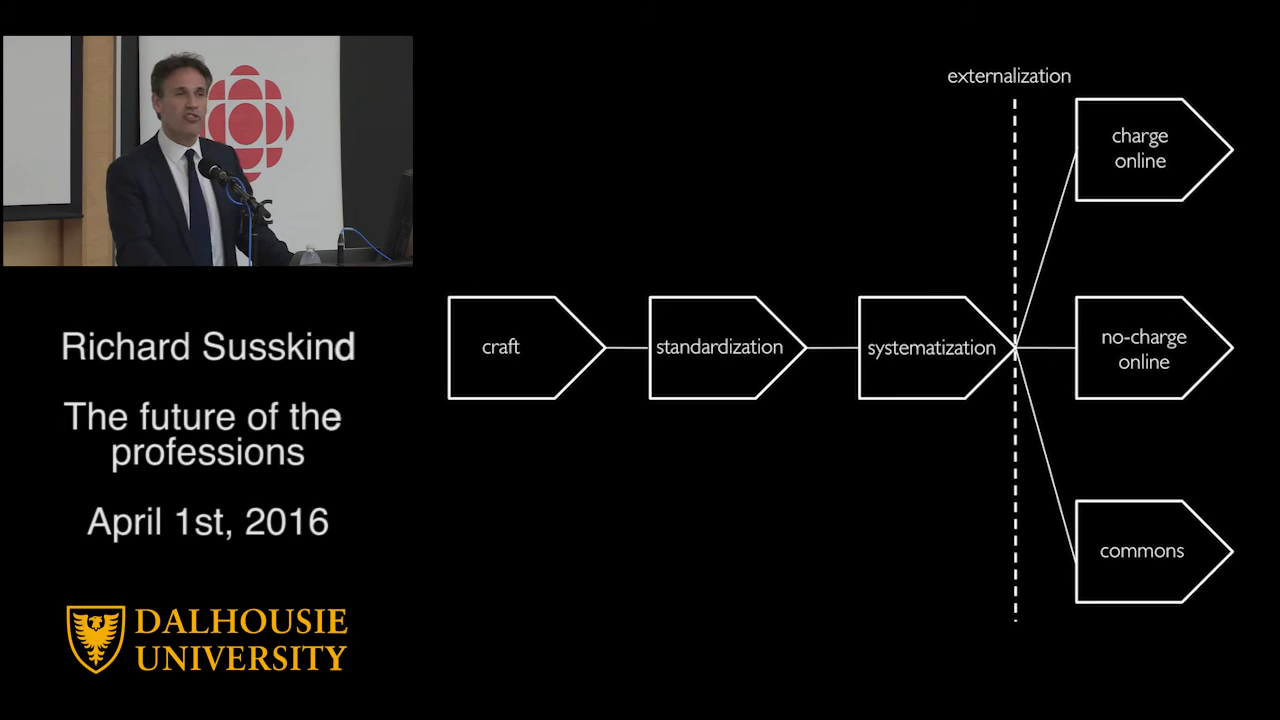 Richard Susskind
The future of the
professions
April 1st, 2016
DALHOUSIE
UNIVERSITY
externalization
craft
standardization
systematization
charge
online
no-charge
online
commons